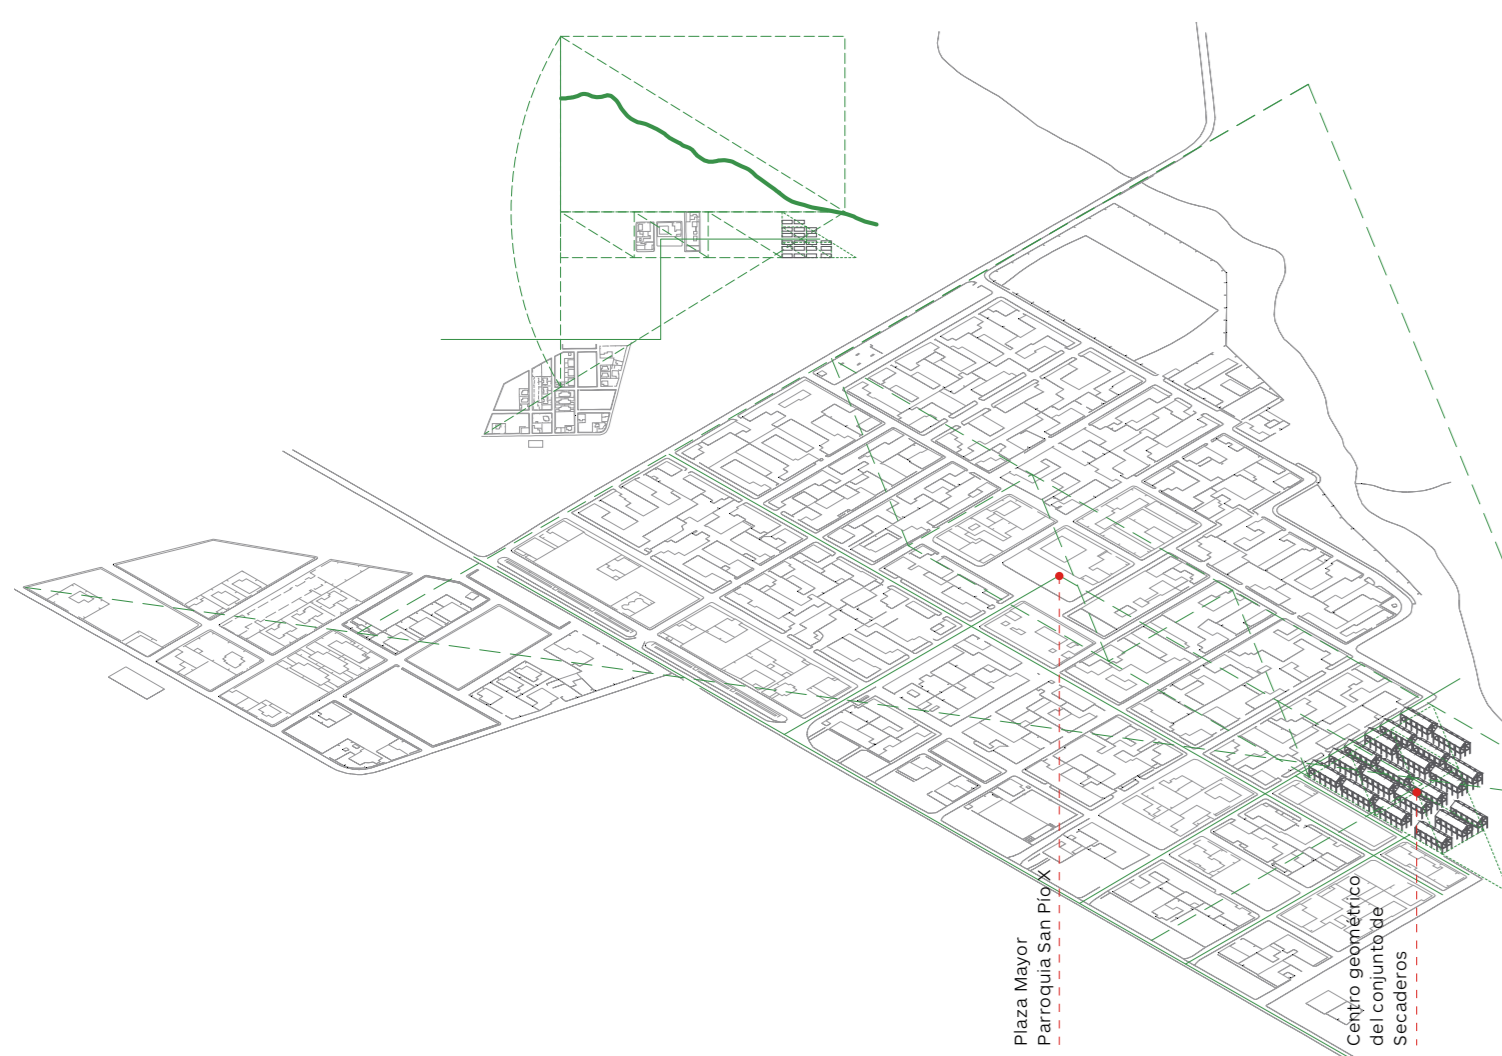 Plaza Mayor
Parroquia San Pío X
Centro geométrico
del conjunto de
Secaderos